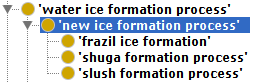 'water ice formation process'
'new ice formation process'
'frazil ice formation'
'shuga formation process'
'slush formation process'